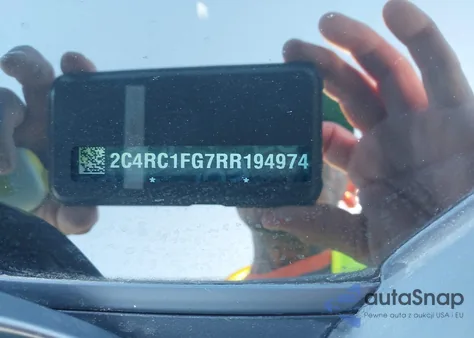 2C4RC1FG7RR194974
* *
autaSnap
Pewne auta z aukcji USA i EU